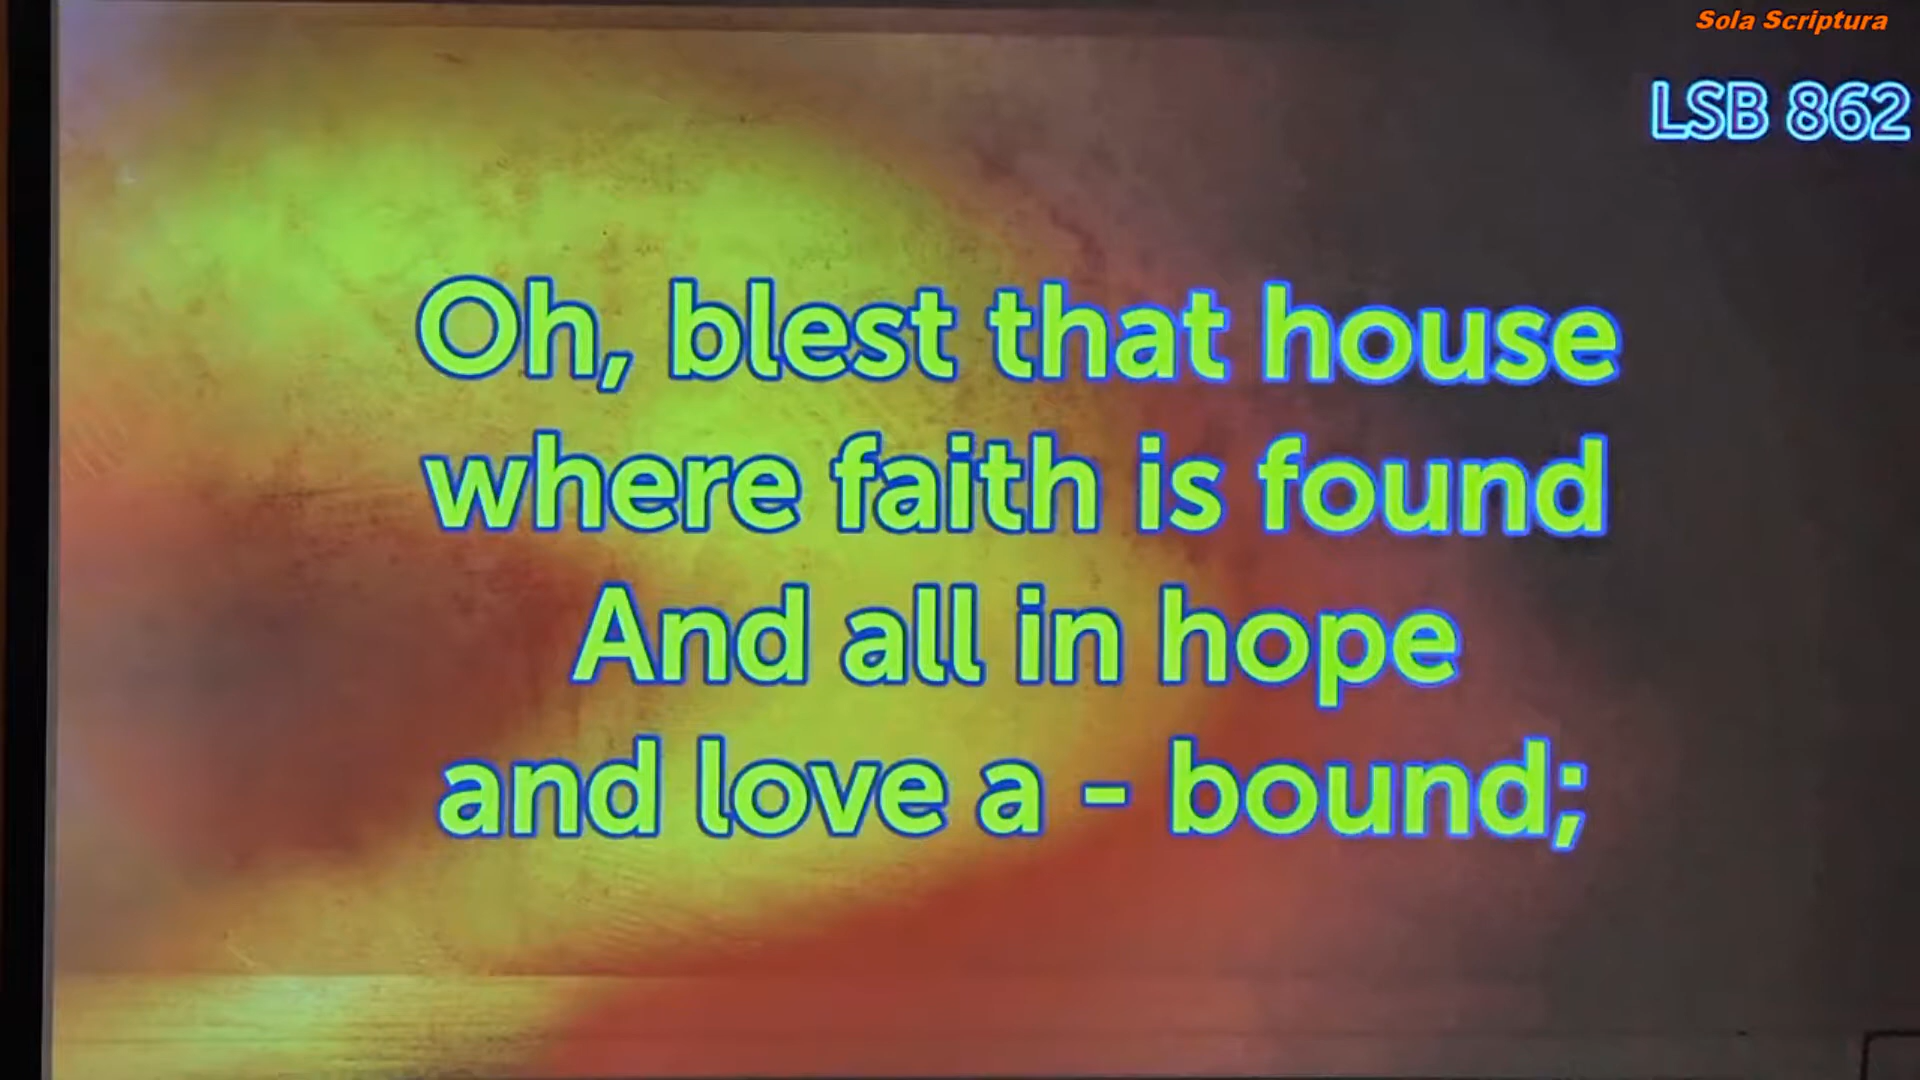 Sola Scriptura
LSB 862
Oh, blest that house
where faith is found
And all in hope
and love a - bound;